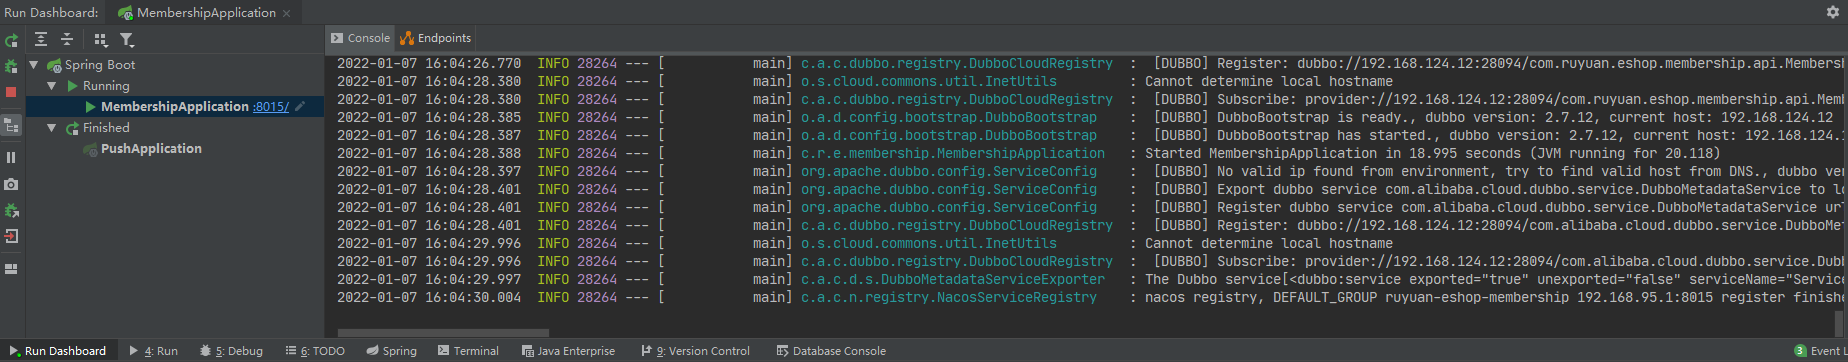 Run Dashboard: MembershipApplication ×
Console Endpoints
Spring Boot
Running
MembershipApplication :8015/
Finished
PushApplication
2022-01-07 16:04:26.770 INFO 28264 --- [ main] c.a.c.dubbo.registry.DubboCloudRegistry : [DUBBO] Register: dubbo://192.168.124.12:28094/com.ruyuan.eshop.membership.api.Membersh
2022-01-07 16:04:28.380 INFO 28264 --- [ main] o.s.cloud.commons.util.InetUtils : Cannot determine local hostname
2022-01-07 16:04:28.380 INFO 28264 --- [ main] c.a.c.dubbo.registry.DubboCloudRegistry : [DUBBO] Subscribe: provider://192.168.124.12:28094/com.ruyuan.eshop.membership.api.Mem
2022-01-07 16:04:28.385 INFO 28264 --- [ main] o.a.d.config.bootstrap.DubboBootstrap : [DUBBO] DubboBootstrap is ready., dubbo version: 2.7.12, current host: 192.168.124.12
2022-01-07 16:04:28.387 INFO 28264 --- [ main] o.a.d.config.bootstrap.DubboBootstrap : [DUBBO] DubboBootstrap has started., dubbo version: 2.7.12, current host: 192.168.124.1
2022-01-07 16:04:28.388 INFO 28264 --- [ main] c.r.e.membership.MembershipApplication : Started MembershipApplication in 18.995 seconds (JVM running for 20.118)
2022-01-07 16:04:28.397 INFO 28264 --- [ main] org.apache.dubbo.config.ServiceConfig : [DUBBO] No valid ip found from environment, try to find valid host from DNS., dubbo ver
2022-01-07 16:04:28.401 INFO 28264 --- [ main] org.apache.dubbo.config.ServiceConfig : [DUBBO] Export dubbo service com.alibaba.cloud.dubbo.service.DubboMetadataService to lo
2022-01-07 16:04:28.401 INFO 28264 --- [ main] org.apache.dubbo.config.ServiceConfig : [DUBBO] Register dubbo service com.alibaba.cloud.dubbo.service.DubboMetadataService url
2022-01-07 16:04:28.401 INFO 28264 --- [ main] c.a.c.dubbo.registry.DubboCloudRegistry : [DUBBO] Register: dubbo://192.168.124.12:28094/com.alibaba.cloud.dubbo.service.DubboMet
2022-01-07 16:04:29.996 INFO 28264 --- [ main] o.s.cloud.commons.util.InetUtils : Cannot determine local hostname
2022-01-07 16:04:29.996 INFO 28264 --- [ main] c.a.c.dubbo.registry.DubboCloudRegistry : [DUBBO] Subscribe: provider://192.168.124.12:28094/com.alibaba.cloud.dubbo.service.Dubb
2022-01-07 16:04:29.997 INFO 28264 --- [ main] c.a.c.d.s.DubboMetadataServiceExporter : The Dubbo service[<dubbo:service exported="true" unexported="false" serviceName="Service
2022-01-07 16:04:30.004 INFO 28264 --- [ main] c.a.c.n.registry.NacosServiceRegistry : nacos registry, DEFAULT_GROUP ruyuan-eshop-membership 192.168.95.1:8015 register finishe
Run Dashboard 4: Run 5: Debug 6: TODO Spring Terminal Java Enterprise 9: Version Control Database Console 3 Event L